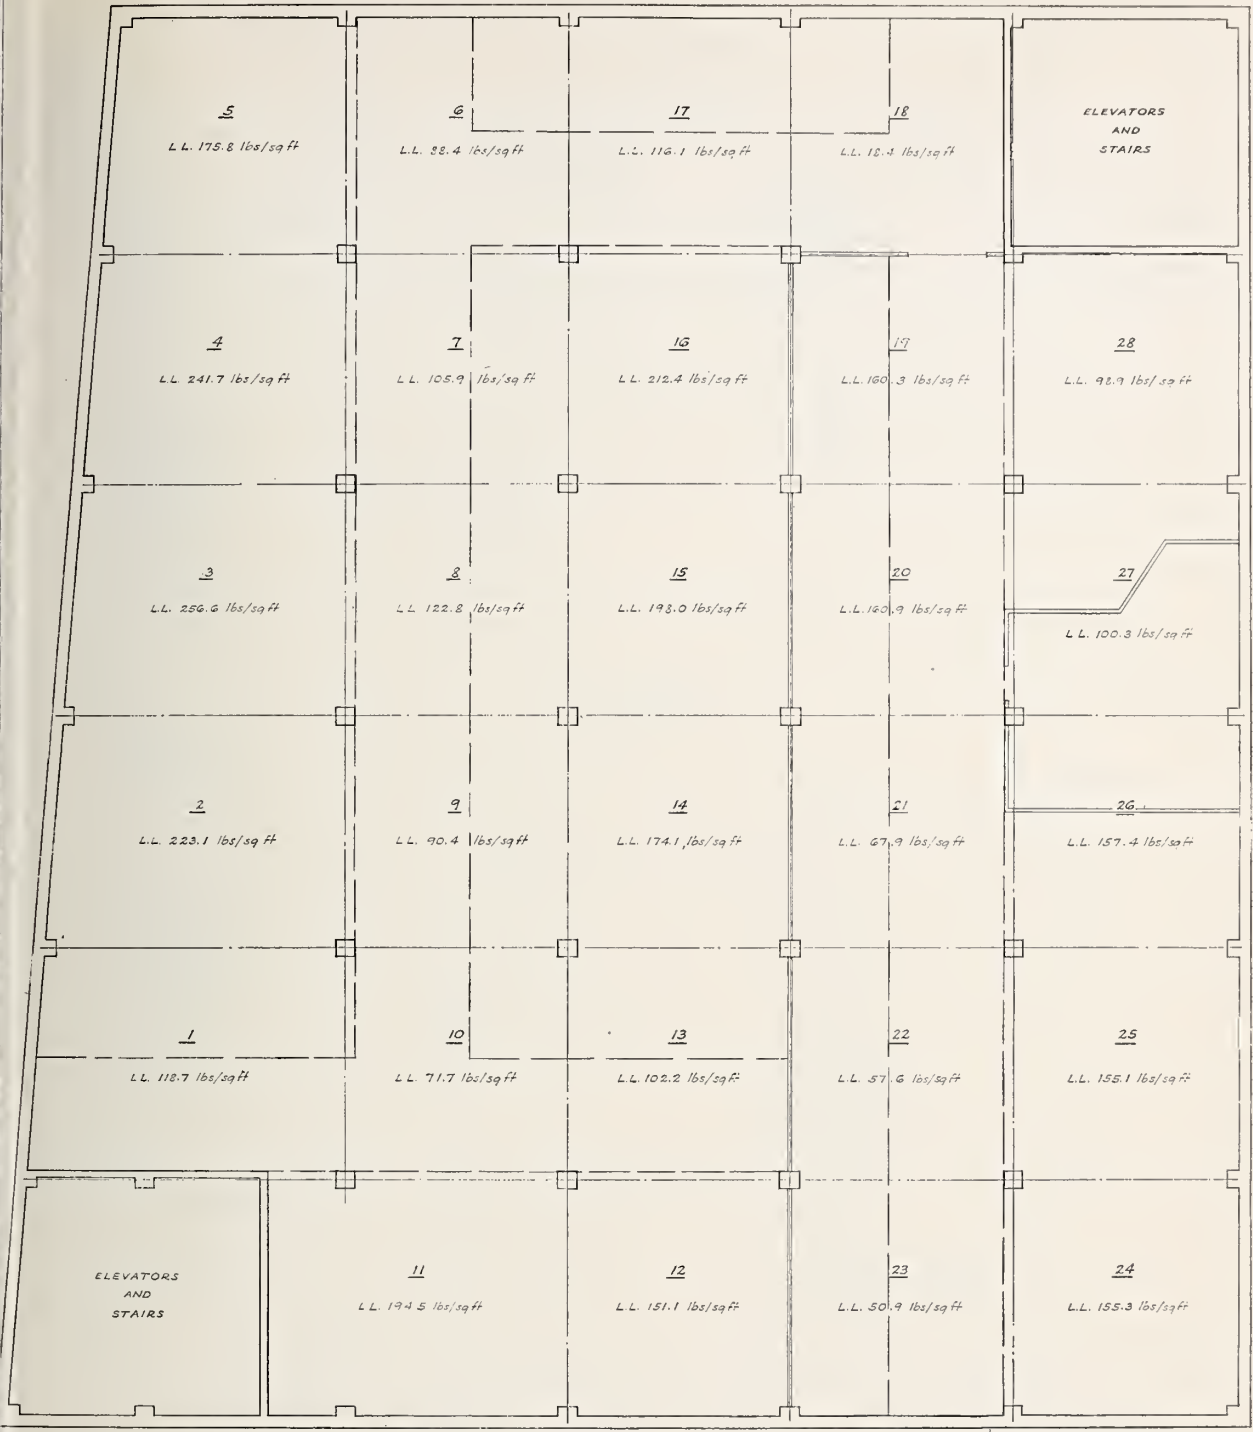 5
L.L. 175.8 lbs/sq ft
6
L.L. 88.4 lbs/sq ft
17
L.L. 116.1 lbs/sq ft
18
L.L. 18.4 lbs/sq ft
ELEVATORS
AND
STAIRS
4
L.L. 241.7 lbs/sq ft
7
L.L. 105.9 lbs/sq ft
16
L.L. 212.4 lbs/sq ft
19
L.L. 160.3 lbs/sq ft
28
L.L. 98.9 lbs/sq ft
3
L.L. 256.6 lbs/sq ft
8
L.L. 122.8 lbs/sq ft
15
L.L. 198.0 lbs/sq ft
20
L.L. 160.9 lbs/sq ft
27
L.L. 100.3 lbs/sq ft
2
L.L. 223.1 lbs/sq ft
9
L.L. 90.4 lbs/sq ft
14
L.L. 174.1 lbs/sq ft
21
L.L. 67.9 lbs/sq ft
26
L.L. 157.4 lbs/sq ft
1
L.L. 118.7 lbs/sq ft
10
L.L. 71.7 lbs/sq ft
13
L.L. 102.2 lbs/sq ft
22
L.L. 57.6 lbs/sq ft
25
L.L. 155.1 lbs/sq ft
ELEVATORS
AND
STAIRS
11
L.L. 194.5 lbs/sq ft
12
L.L. 151.1 lbs/sq ft
23
L.L. 50.9 lbs/sq ft
24
L.L. 155.3 lbs/sq ft